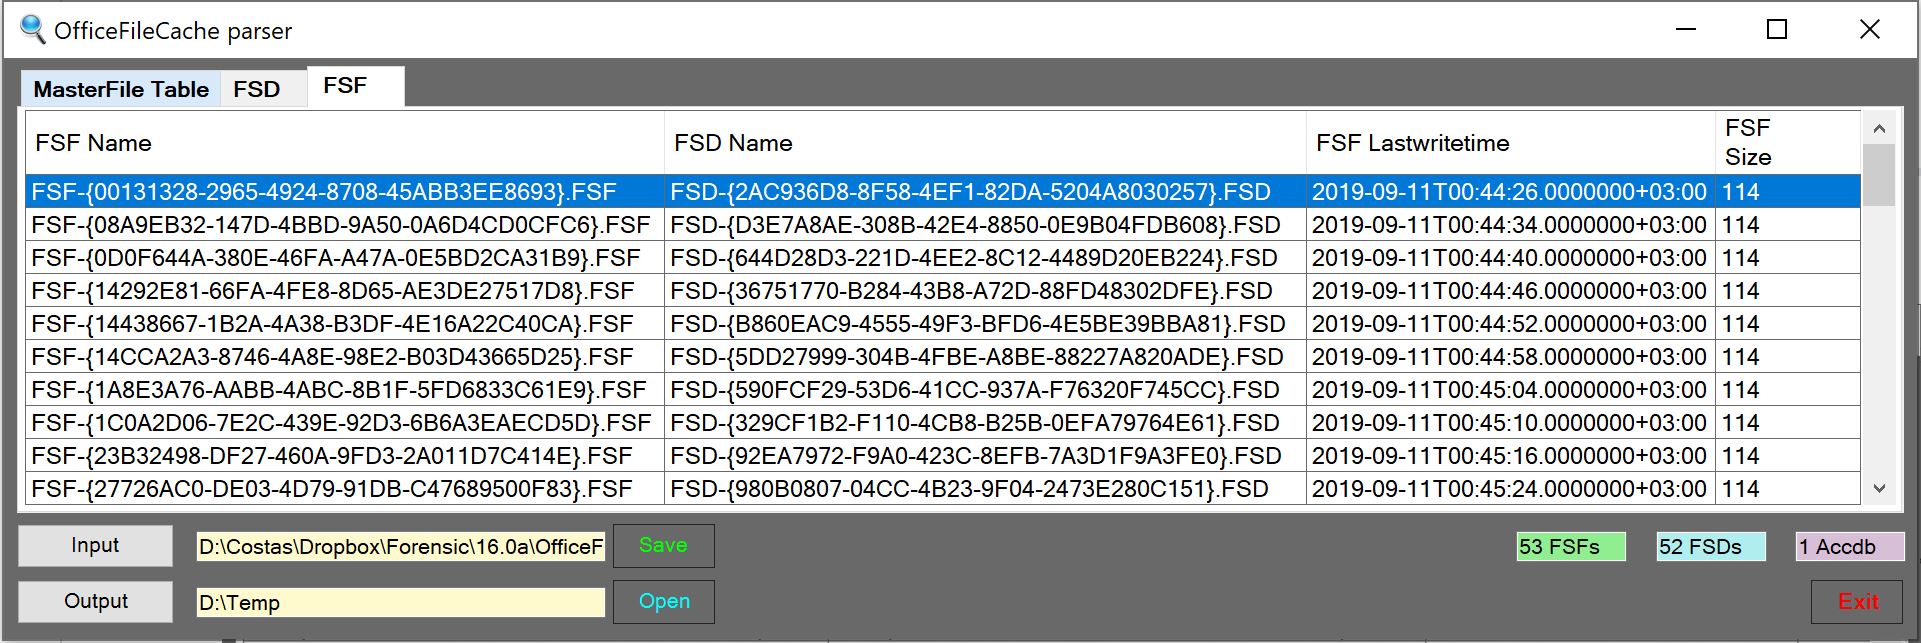 OfficeFileCache parser
MasterFile Table FSD FSF
FSF Name FSD Name FSF Lastwritetime FSF
Size
FSF-{00131328-2965-4924-8708-45ABB3EE8693}.FSF FSD-{2AC936D8-8F58-4EF1-82DA-5204A8030257}.FSD 2019-09-11T00:44:26.0000000+03:00 114
FSF-{08A9EB32-147D-4BBD-9A50-0A6D4CD0CFC6}.FSF FSD-{D3E7A8AE-308B-42E4-8850-0E9B04FDB608}.FSD 2019-09-11T00:44:34.0000000+03:00 114
FSF-{0D0F644A-380E-46FA-A47A-0E5BD2CA31B9}.FSF FSD-{644D28D3-221D-4EE2-8C12-4489D20EB224}.FSD 2019-09-11T00:44:40.0000000+03:00 114
FSF-{14292E81-66FA-4FE8-8D65-AE3DE27517D8}.FSF FSD-{36751770-B284-43B8-A72D-88FD48302DFE}.FSD 2019-09-11T00:44:46.0000000+03:00 114
FSF-{14438667-1B2A-4A38-B3DF-4E16A22C40CA}.FSF FSD-{B860EAC9-4555-49F3-BFD6-4E5BE39BBA81}.FSD 2019-09-11T00:44:52.0000000+03:00 114
FSF-{14CCA2A3-8746-4A8E-98E2-B03D43665D25}.FSF FSD-{5DD27999-304B-4FBE-A8BE-88227A820ADE}.FSD 2019-09-11T00:44:58.0000000+03:00 114
FSF-{1A8E3A76-AABB-4ABC-8B1F-5FD6833C61E9}.FSF FSD-{590FCF29-53D6-41CC-937A-F76320F745CC}.FSD 2019-09-11T00:45:04.0000000+03:00 114
FSF-{1C0A2D06-7E2C-439E-92D3-6B6A3EAECD5D}.FSF FSD-{329CF1B2-F110-4CB8-B25B-0EFA79764E61}.FSD 2019-09-11T00:45:10.0000000+03:00 114
FSF-{23B32498-DF27-460A-9FD3-2A011D7C414E}.FSF FSD-{92EA7972-F9A0-423C-8EFB-7A3D1F9A3FE0}.FSD 2019-09-11T00:45:16.0000000+03:00 114
FSF-{27726AC0-DE03-4D79-91DB-C47689500F83}.FSF FSD-{980B0807-04CC-4B23-9F04-2473E280C151}.FSD 2019-09-11T00:45:24.0000000+03:00 114
Input D:\Costas\Dropbox\Forensic\16.0a\OfficeF Save 53 FSFs 52 FSDs 1 Accdb
Output D:\Temp Open Exit